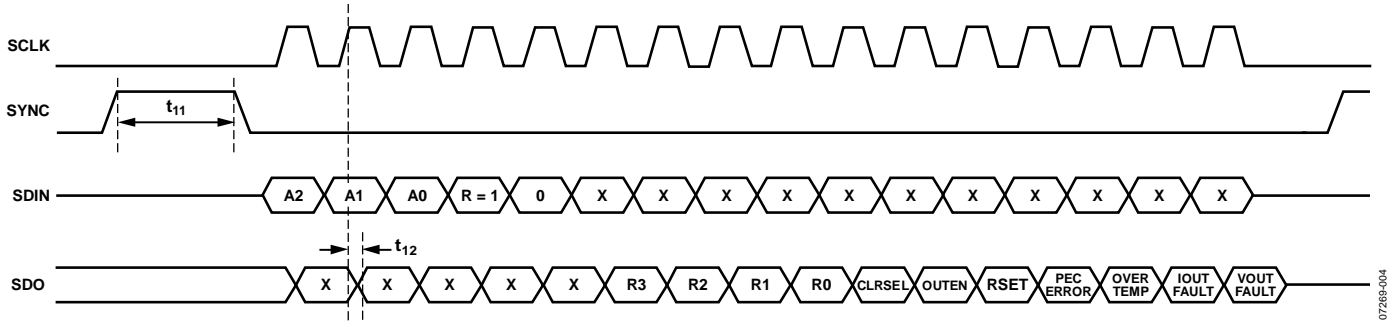 SCLK
SYNC
t11
SDIN A2 A1 A0 R = 1 0 X X X X X X X X X X X
t12
SDO X X X X X R3 R2 R1 R0 CLRSEL OUTEN RSET PEC ERROR OVER TEMP IOUT FAULT VOUT FAULT
07269-004